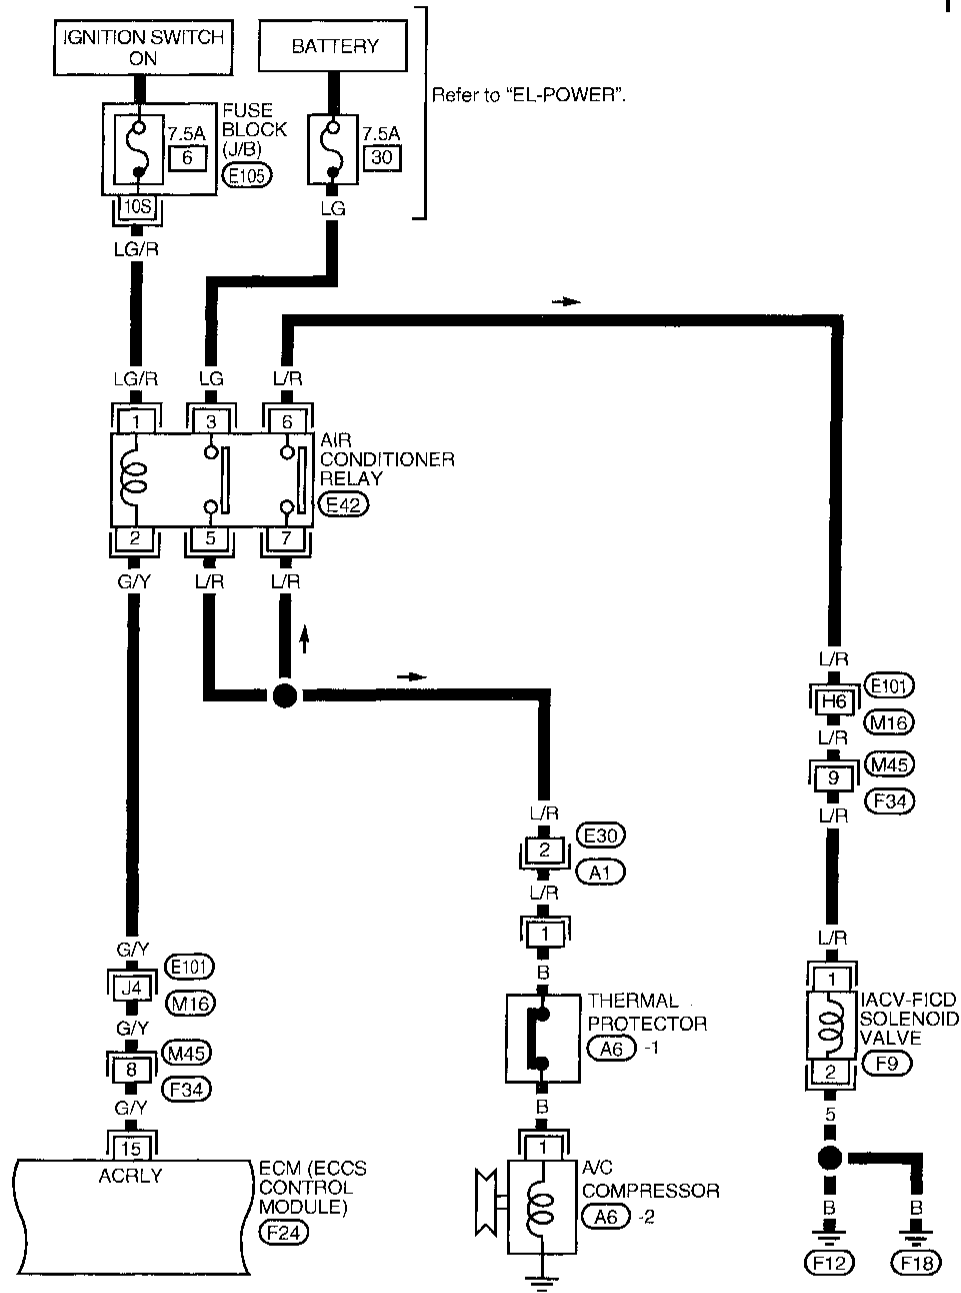 IGNITION SWITCH
ON
BATTERY
Refer to "EL-POWER".
7.5A
6
FUSE
BLOCK
(J/B)
E105
7.5A
30
10S
LG
LG/R
LG/R
LG
L/R
1
3
6
AIR
CONDITIONER
RELAY
E42
2
5
7
G/Y
L/R
L/R
L/R
H6
E101
M16
L/R
9
M45
F34
L/R
L/R
2
E30
A1
L/R
1
B
L/R
1
IACV-FICD
SOLENOID
VALVE
F9
2
G/Y
J4
E101
M16
G/Y
8
M45
F34
G/Y
15
ACRLY
ECM (ECCS
CONTROL
MODULE)
F24
THERMAL
PROTECTOR
A6 -1
B
1
A/C
COMPRESSOR
A6 -2
5
B
B
F12
F18